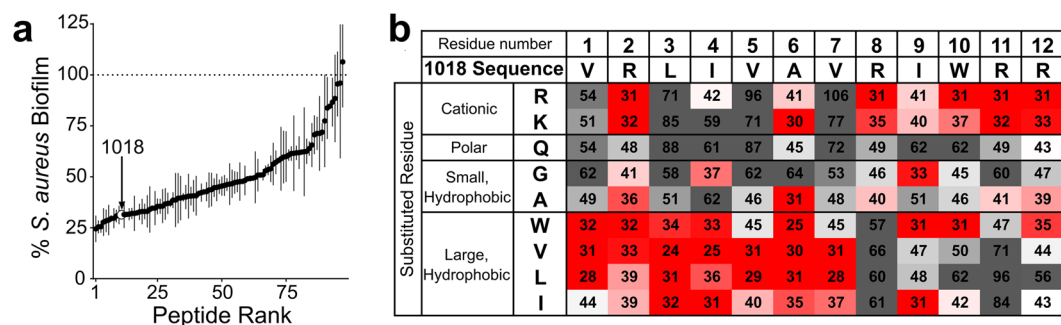 a
125
100
75
50
25
0
% S. aureus Biofilm
1018
1 25 50 75
Peptide Rank
b
Residue number 1 2 3 4 5 6 7 8 9 10 11 12
1018 Sequence V R L I V A V R I W R R
Substituted Residue
Cationic
R 54 31 71 42 96 41 106 31 41 31 31 31
K 51 32 85 59 71 30 77 35 40 37 32 33
Polar
Q 54 48 88 61 87 45 72 49 62 62 49 43
Small, Hydrophobic
G 62 41 58 37 62 64 53 46 33 45 60 47
A 49 36 51 62 46 31 48 40 51 46 41 39
Large, Hydrophobic
W 32 32 34 33 45 25 45 57 31 31 47 35
V 31 33 24 25 31 30 31 66 47 50 71 44
L 28 39 31 36 29 31 28 60 48 62 96 56
I 44 39 32 31 40 35 37 61 31 42 84 43